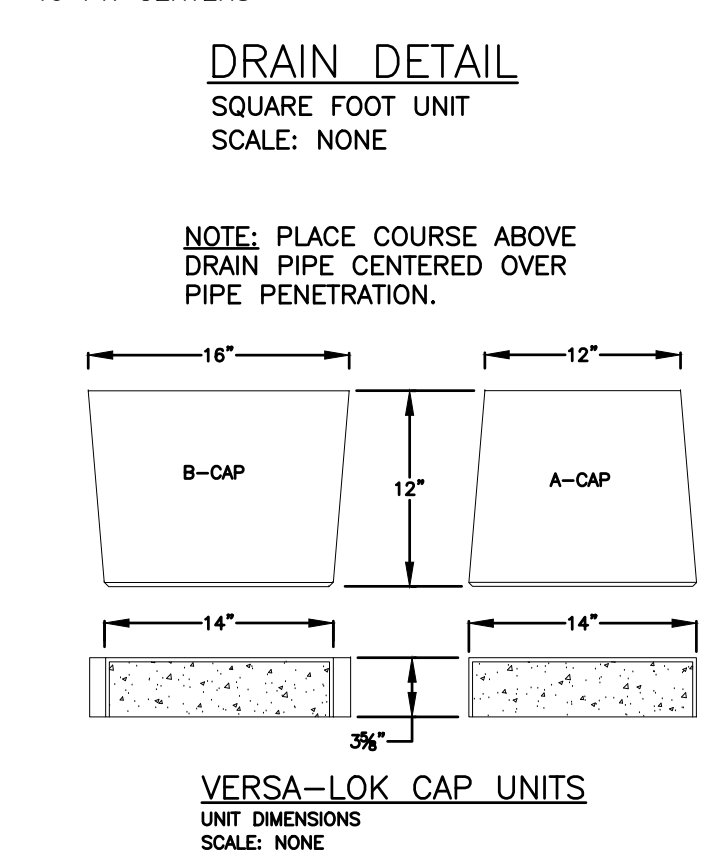 DRAIN DETAIL
SQUARE FOOT UNIT
SCALE: NONE
NOTE: PLACE COURSE ABOVE
DRAIN PIPE CENTERED OVER
PIPE PENETRATION.
16"
12"
B-CAP
12"
A-CAP
14"
14"
3⅝"
VERSA-LOK CAP UNITS
UNIT DIMENSIONS
SCALE: NONE